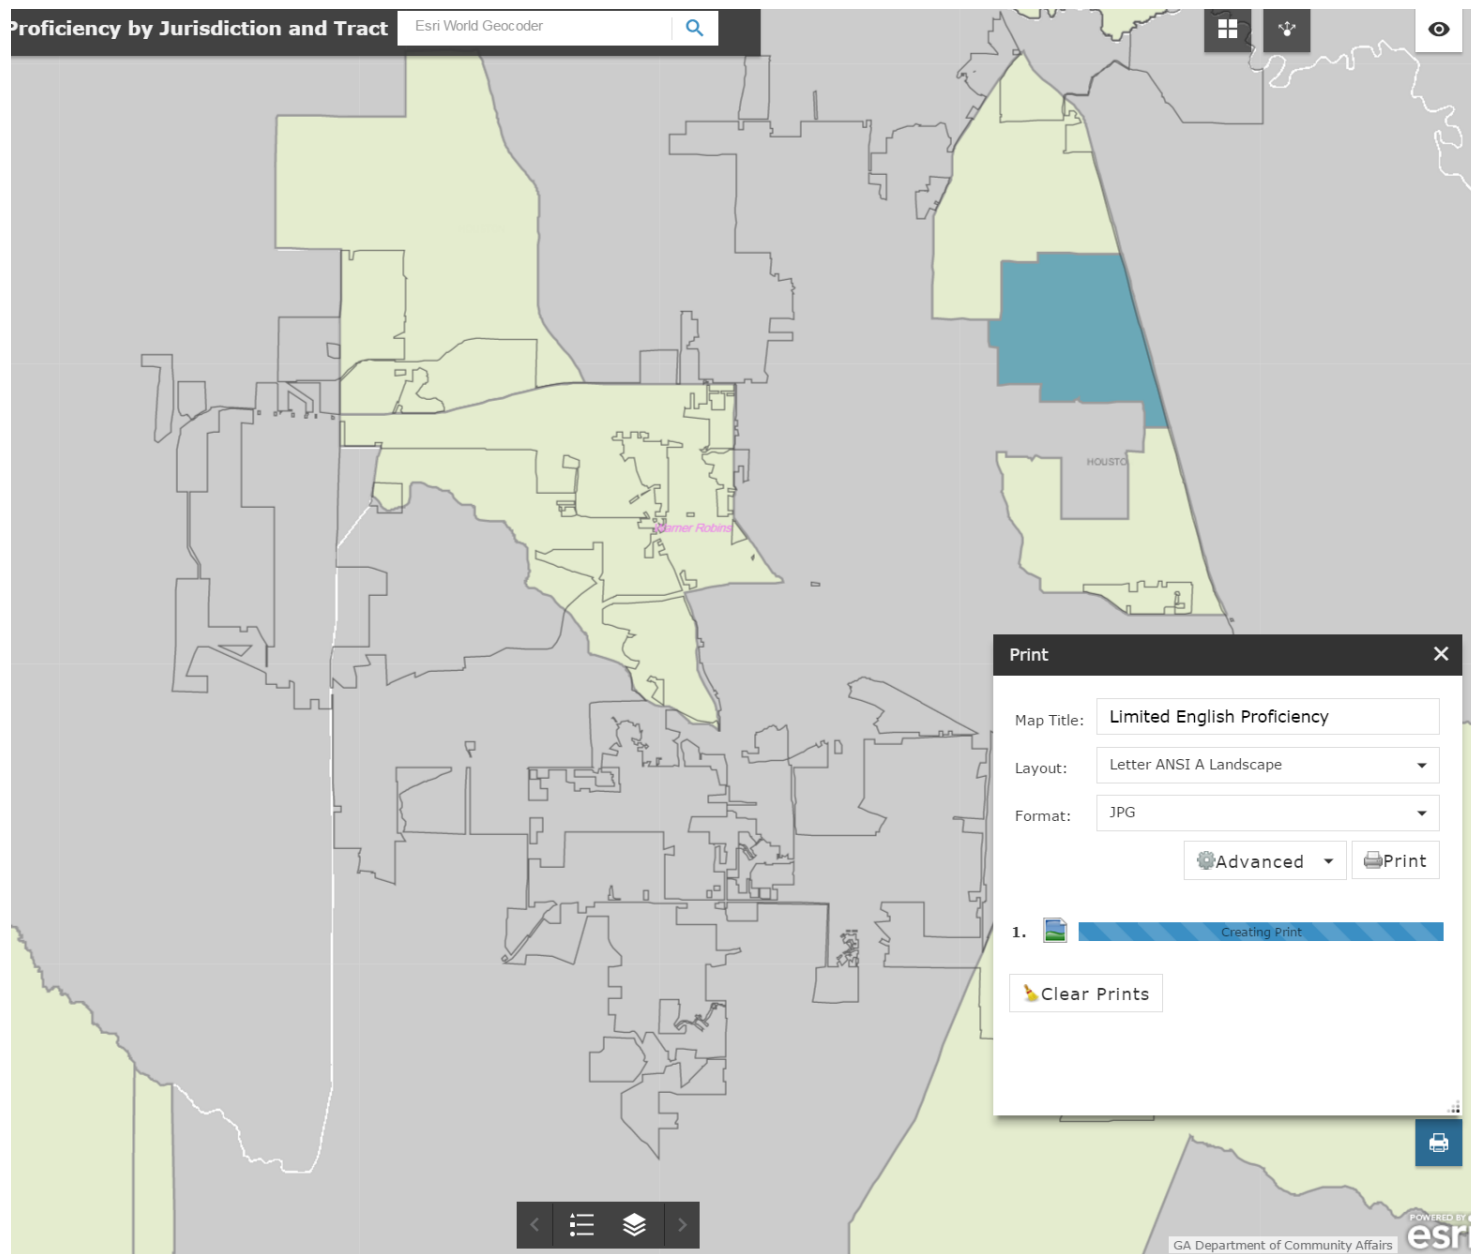 Proficiency by Jurisdiction and Tract
Esri World Geocoder
HOUSTO
Warner Robins
Print
Map Title: Limited English Proficiency
Layout: Letter ANSI A Landscape
Format: JPG
Advanced Print
1. Creating Print
Clear Prints
POWERED BY
esri
GA Department of Community Affairs